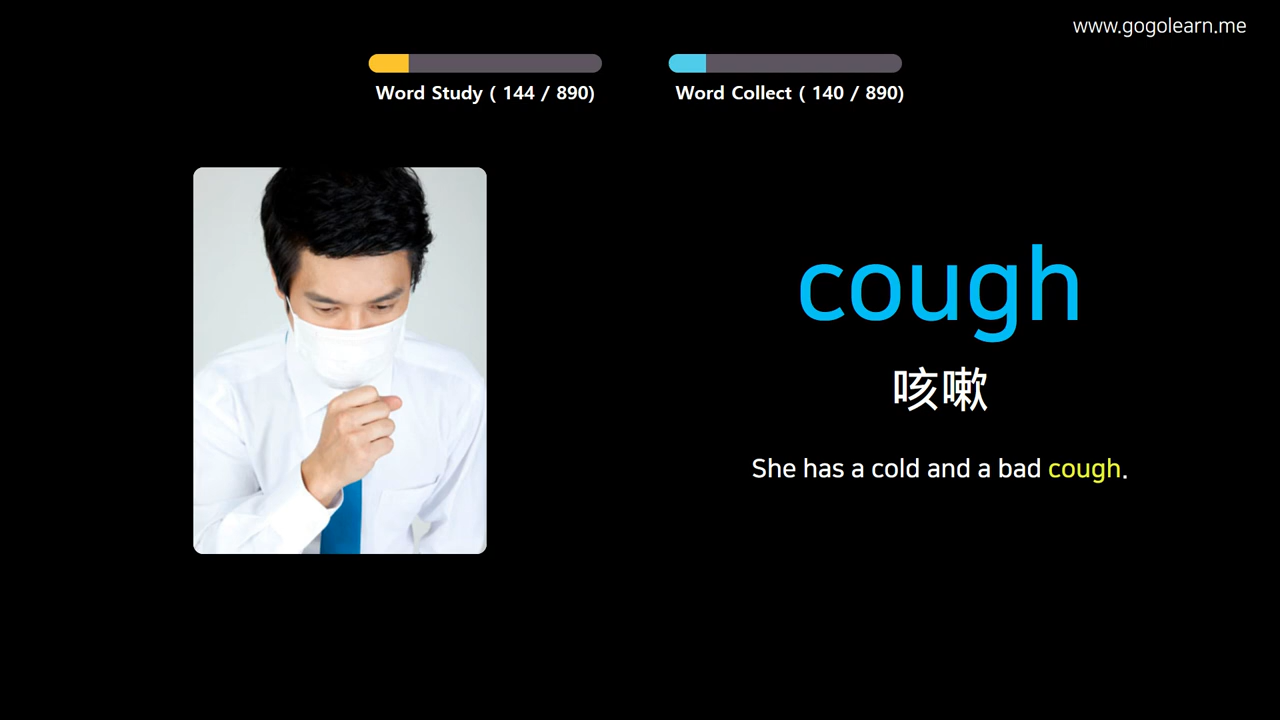 www.gogolearn.me
Word Study ( 144 / 890)
Word Collect ( 140 / 890)
cough
咳嗽
She has a cold and a bad cough.